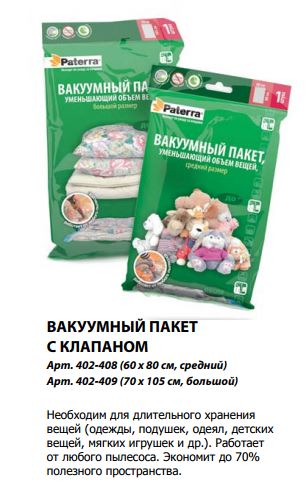 Paterra
1
ВАКУУМНЫЙ ПАКЕТ
УМЕНЬШАЮЩИЙ ОБЪЕМ ВЕЩЕЙ
большой размер
Paterra
1
ВАКУУМНЫЙ ПАКЕТ,
УМЕНЬШАЮЩИЙ ОБЪЕМ ВЕЩЕЙ,
средний размер
ВАКУУМНЫЙ ПАКЕТ
С КЛАПАНОМ
Арт. 402-408 (60 х 80 см, средний)
Арт. 402-409 (70 х 105 см, большой)
Необходим для длительного хранения
вещей (одежды, подушек, одеял, детских
вещей, мягких игрушек и др.). Работает
от любого пылесоса. Экономит до 70%
полезного пространства.